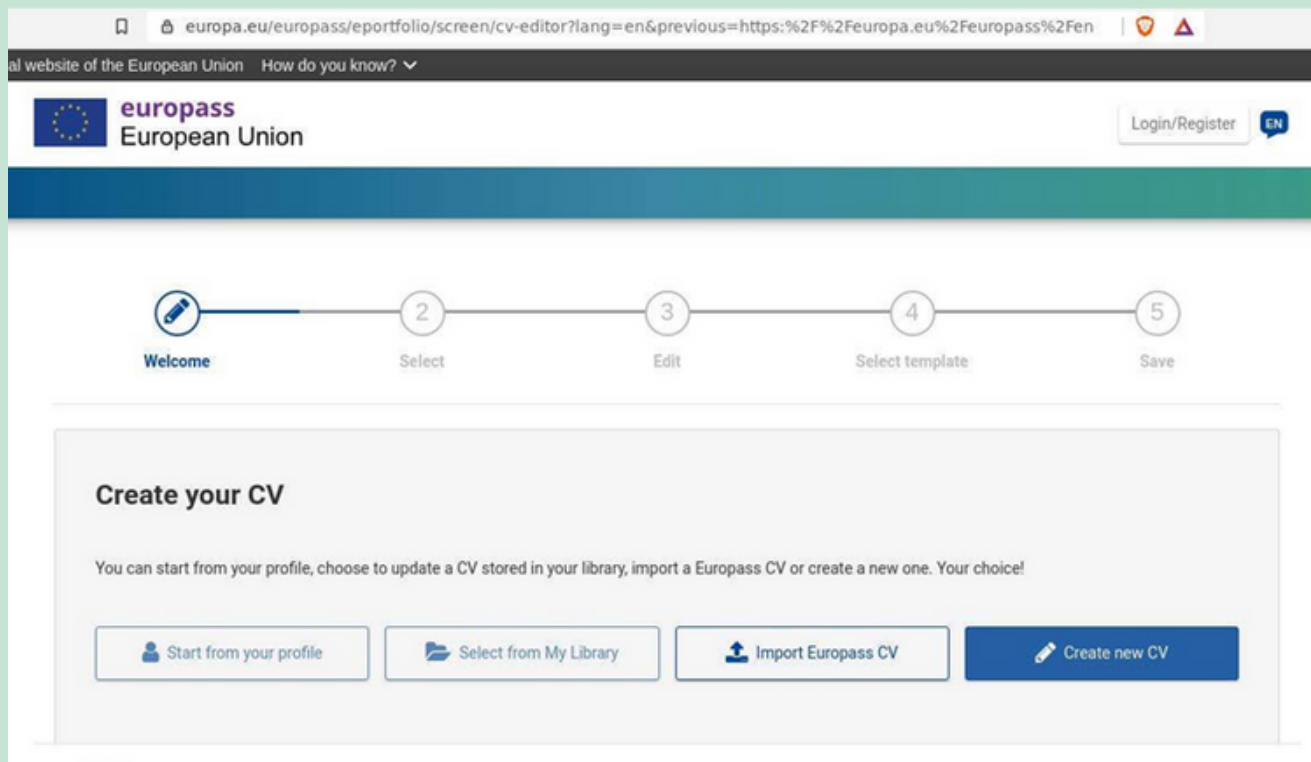 europa.eu/europass/eportfolio/screen/cv-editor?lang=en&previous=https:%2F%2Feuropa.eu%2Feuropass%2Fen
al website of the European Union How do you know?
europass
European Union
Login/Register EN
2 3 4 5
Welcome Select Edit Select template Save
Create your CV
You can start from your profile, choose to update a CV stored in your library, import a Europass CV or create a new one. Your choice!
Start from your profile Select from My Library Import Europass CV Create new CV